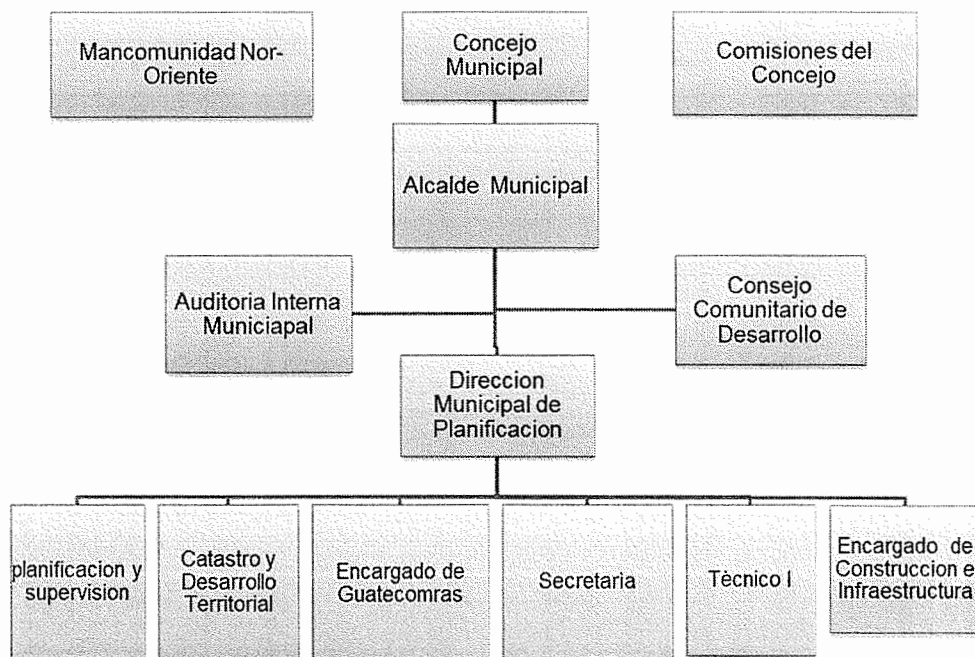 Mancomunidad Nor-
Oriente
Concejo
Municipal
Comisiones del
Concejo
Alcalde Municipal
Auditoria Interna
Municiapal
Consejo
Comunitario de
Desarrollo
Direccion
Municipal de
Planificacion
planificacion y
supervision
Catastro y
Desarrollo
Territorial
Encargado de
Guatecomras
Secretaria
Técnico I
Encargado de
Construccion e
Infraestructura